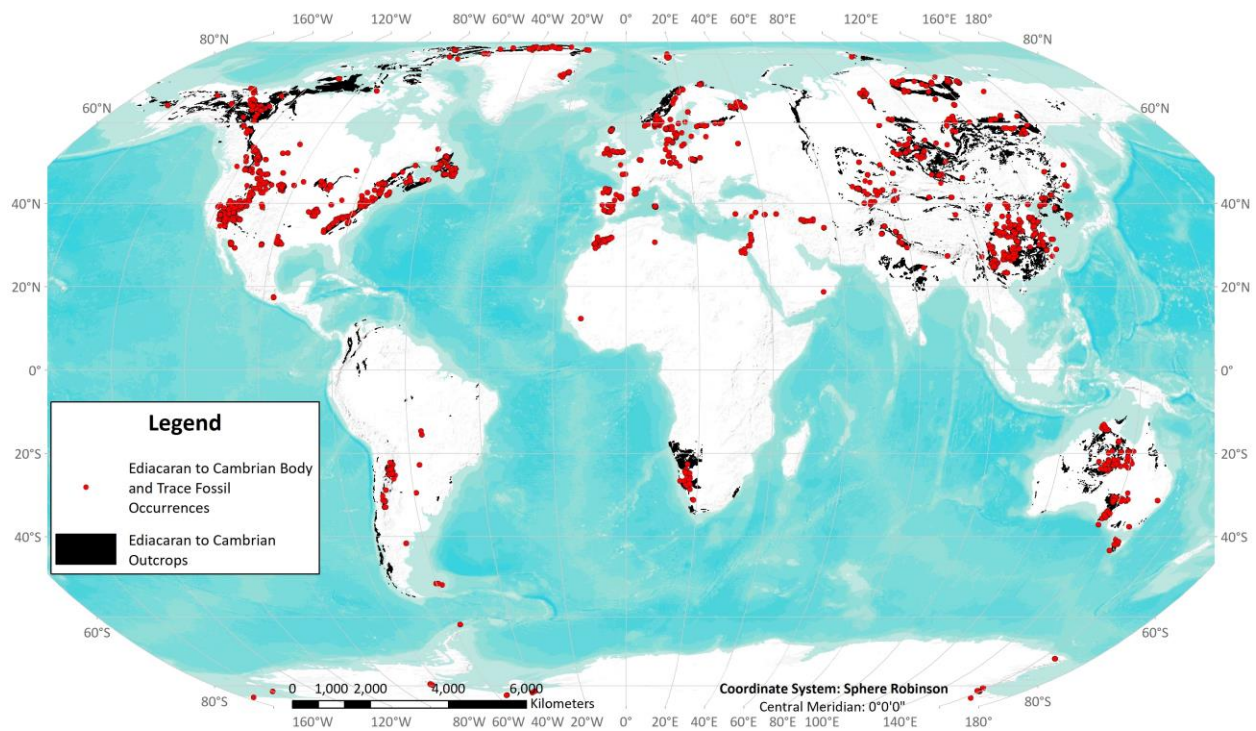 160°W 120°W 80°W 60°W 40°W 20°W 0° 20°E 40°E 60°E 80°E 120°E 160°E 180°
80°N 80°N
60°N 60°N
40°N 40°N
20°N 20°N
0° 0°
Legend
Ediacaran to Cambrian Body
and Trace Fossil
Occurrences
Ediacaran to Cambrian
Outcrops
20°S 20°S
40°S 40°S
60°S 60°S
80°S 80°S
0 1,000 2,000 4,000 6,000
Kilometers
Coordinate System: Sphere Robinson
Central Meridian: 0°0'0"
160°W 120°W 80°W 60°W 40°W 20°W 0° 20°E 40°E 60°E 80°E 100°E 140°E 180°